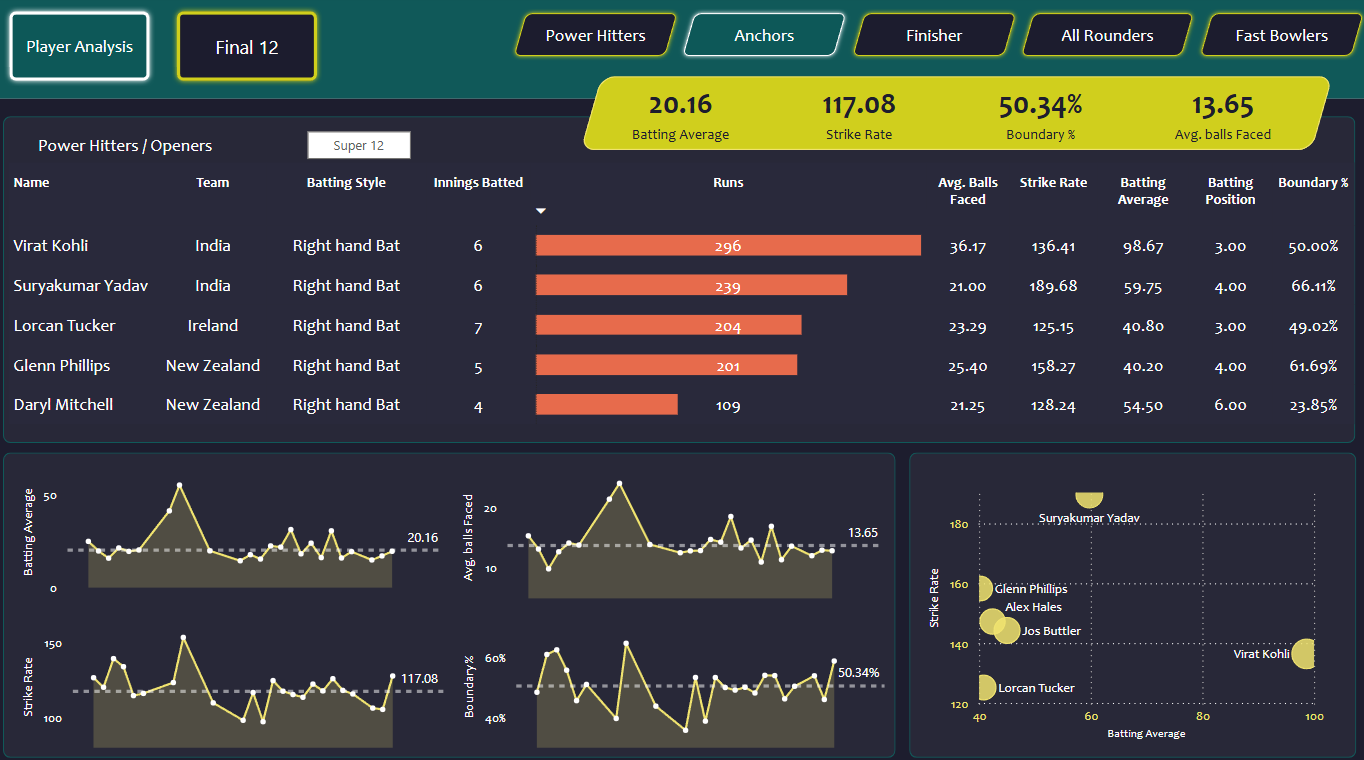 Player Analysis
Final 12
Power Hitters
Anchors
Finisher
All Rounders
Fast Bowlers
20.16 117.08 50.34% 13.65
Batting Average Strike Rate Boundary % Avg. balls Faced
Power Hitters / Openers
Super 12
Name Team Batting Style Innings Batted Runs Avg. Balls Faced Strike Rate Batting Average Batting Position Boundary %
Virat Kohli India Right hand Bat 6 296 36.17 136.41 98.67 3.00 50.00%
Suryakumar Yadav India Right hand Bat 6 239 21.00 189.68 59.75 4.00 66.11%
Lorcan Tucker Ireland Right hand Bat 7 204 23.29 125.15 40.80 3.00 49.02%
Glenn Phillips New Zealand Right hand Bat 5 201 25.40 158.27 40.20 4.00 61.69%
Daryl Mitchell New Zealand Right hand Bat 4 109 21.25 128.24 54.50 6.00 23.85%
Batting Average
50
0
20.16
Avg. balls Faced
20
10
13.65
Strike Rate
150
100
117.08
Boundary%
60%
40%
50.34%
Strike Rate
180
160
140
120
Suryakumar Yadav
Glenn Phillips
Alex Hales
Jos Buttler
Virat Kohli
Lorcan Tucker
40 60 80 100
Batting Average